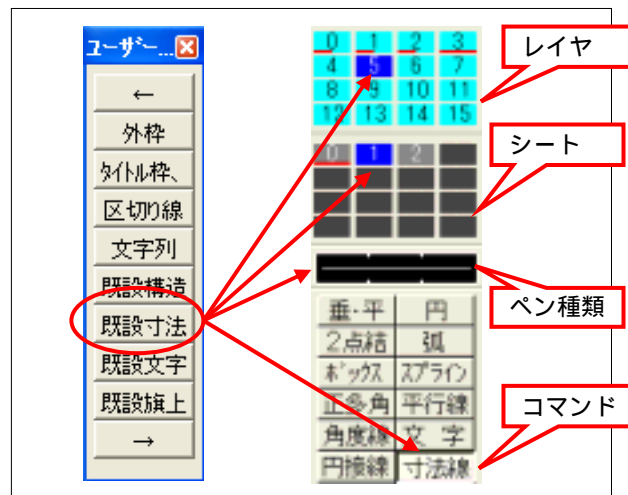 ユーザー...
←
外枠
タイトル枠、
区切り線
文字列
既設構造
既設寸法
既設文字
既設旗上
→
0 1 2 3
4 5 6 7
8 9 10 11
12 13 14 15
0 1 2
垂・平 円
2点結 弧
ボックス スプライン
正多角 平行線
角度線 文 字
円接線 寸法線
レイヤ
シート
ペン種類
コマンド